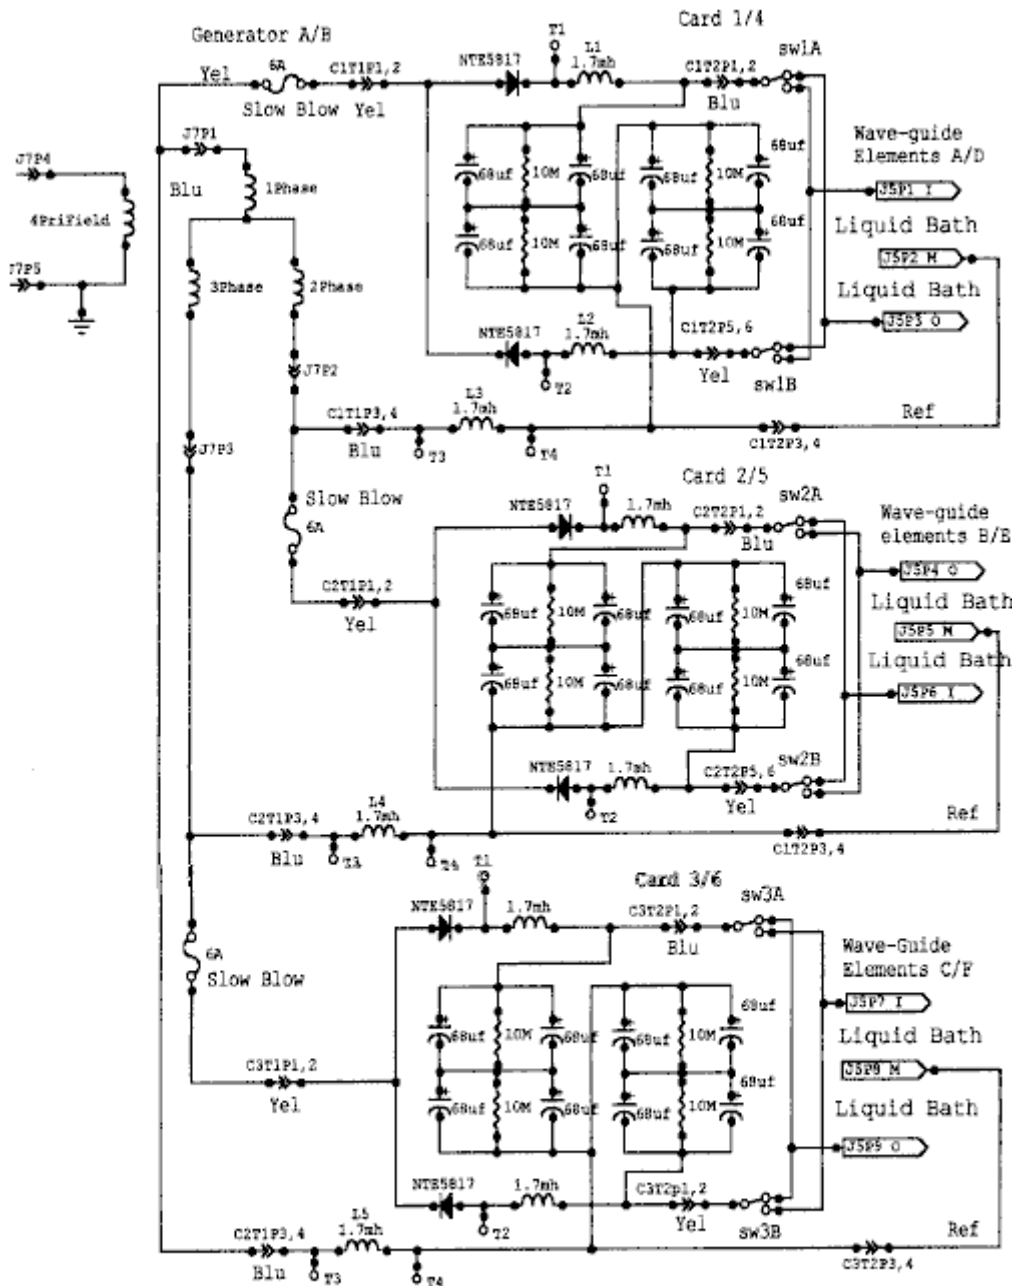 Card 1/4
Generator A/B
T1
L1
sw1A
NTE5817
1.7mh
6A
C1T1P1,2
C1T2P1,2
Yel
Slow Blow
Yel
Blu
J7P1
68uf
Wave-guide
Elements A/D
J7P4
Blu
68uf
10M
68uf
68uf
10M
1Phase
J5P1 I
4PriField
68uf
Liquid Bath
68uf
10M
68uf
68uf
10M
J5P2 M
J7P5
3Phase
2Phase
Liquid Bath
L2
NTE5817
1.7mh
C1T2P5,6
J5P3 O
J7P2
T2
Yel
sw1B
L3
1.7mh
C1T1P3,4
Ref
J7P3
Blu
T3
T4
C1T2P3,4
Card 2/5
T1
sw2A
Slow Blow
NTE5817
1.7mh
C2T2P1,2
Wave-guide
elements B/E
6A
Blu
J5P4 O
C2T1P1,2
68uf
Liquid Bath
Yel
68uf
10M
68uf
68uf
10M
J5P5 M
68uf
Liquid Bath
68uf
10M
68uf
68uf
10M
J5P6 I
NTE5817
1.7mh
C2T2P5,6
sw2B
L4
T2
Yel
C2T1P3,4
1.7mh
Ref
Blu
T3
T4
C1T2P3,4
T1
Card 3/6
sw3A
NTE5817
1.7mh
C3T2P1,2
6A
Blu
Wave-Guide
Elements C/F
Slow Blow
68uf
J5P7 I
68uf
10M
68uf
68uf
10M
Liquid Bath
C3T1P1,2
68uf
J5P8 M
Yel
68uf
10M
68uf
68uf
10M
Liquid Bath
J5P9 O
NTE5817
1.7mh
C3T2p1,2
L5
T2
Yel
sw3B
C2T1P3,4
1.7mh
Ref
Blu
T3
T4
C3T2P3,4